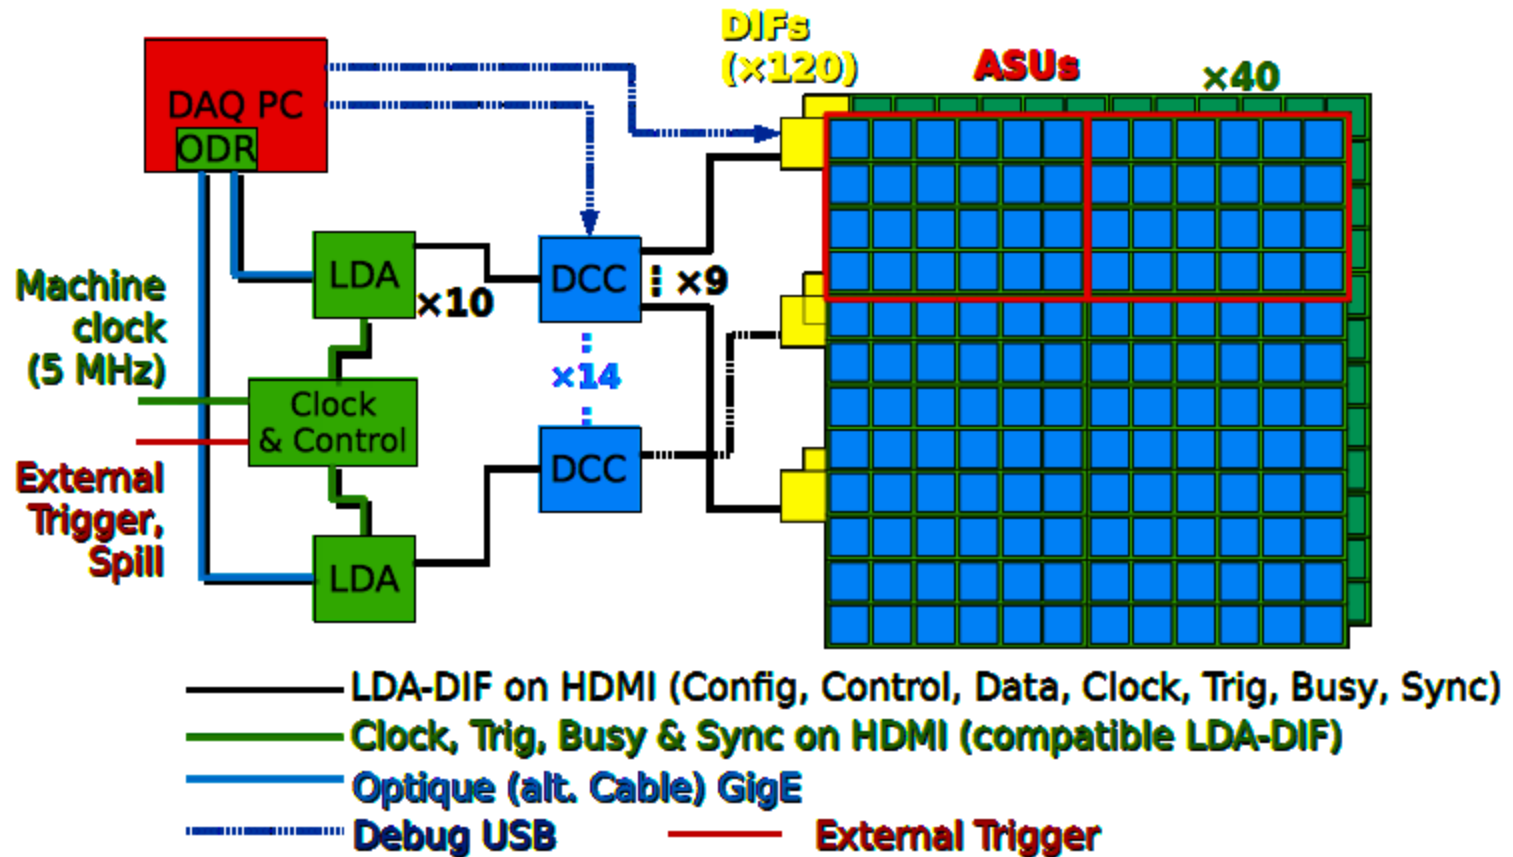 DIFs
(×120)
ASUs
×40
DAQ PC
ODR
LDA
×10
DCC
×9
Machine
clock
(5 MHz)
×14
Clock
& Control
DCC
External
Trigger,
Spill
LDA
LDA-DIF on HDMI (Config, Control, Data, Clock, Trig, Busy, Sync)
Clock, Trig, Busy & Sync on HDMI (compatible LDA-DIF)
Optique (alt. Cable) GigE
Debug USB
External Trigger